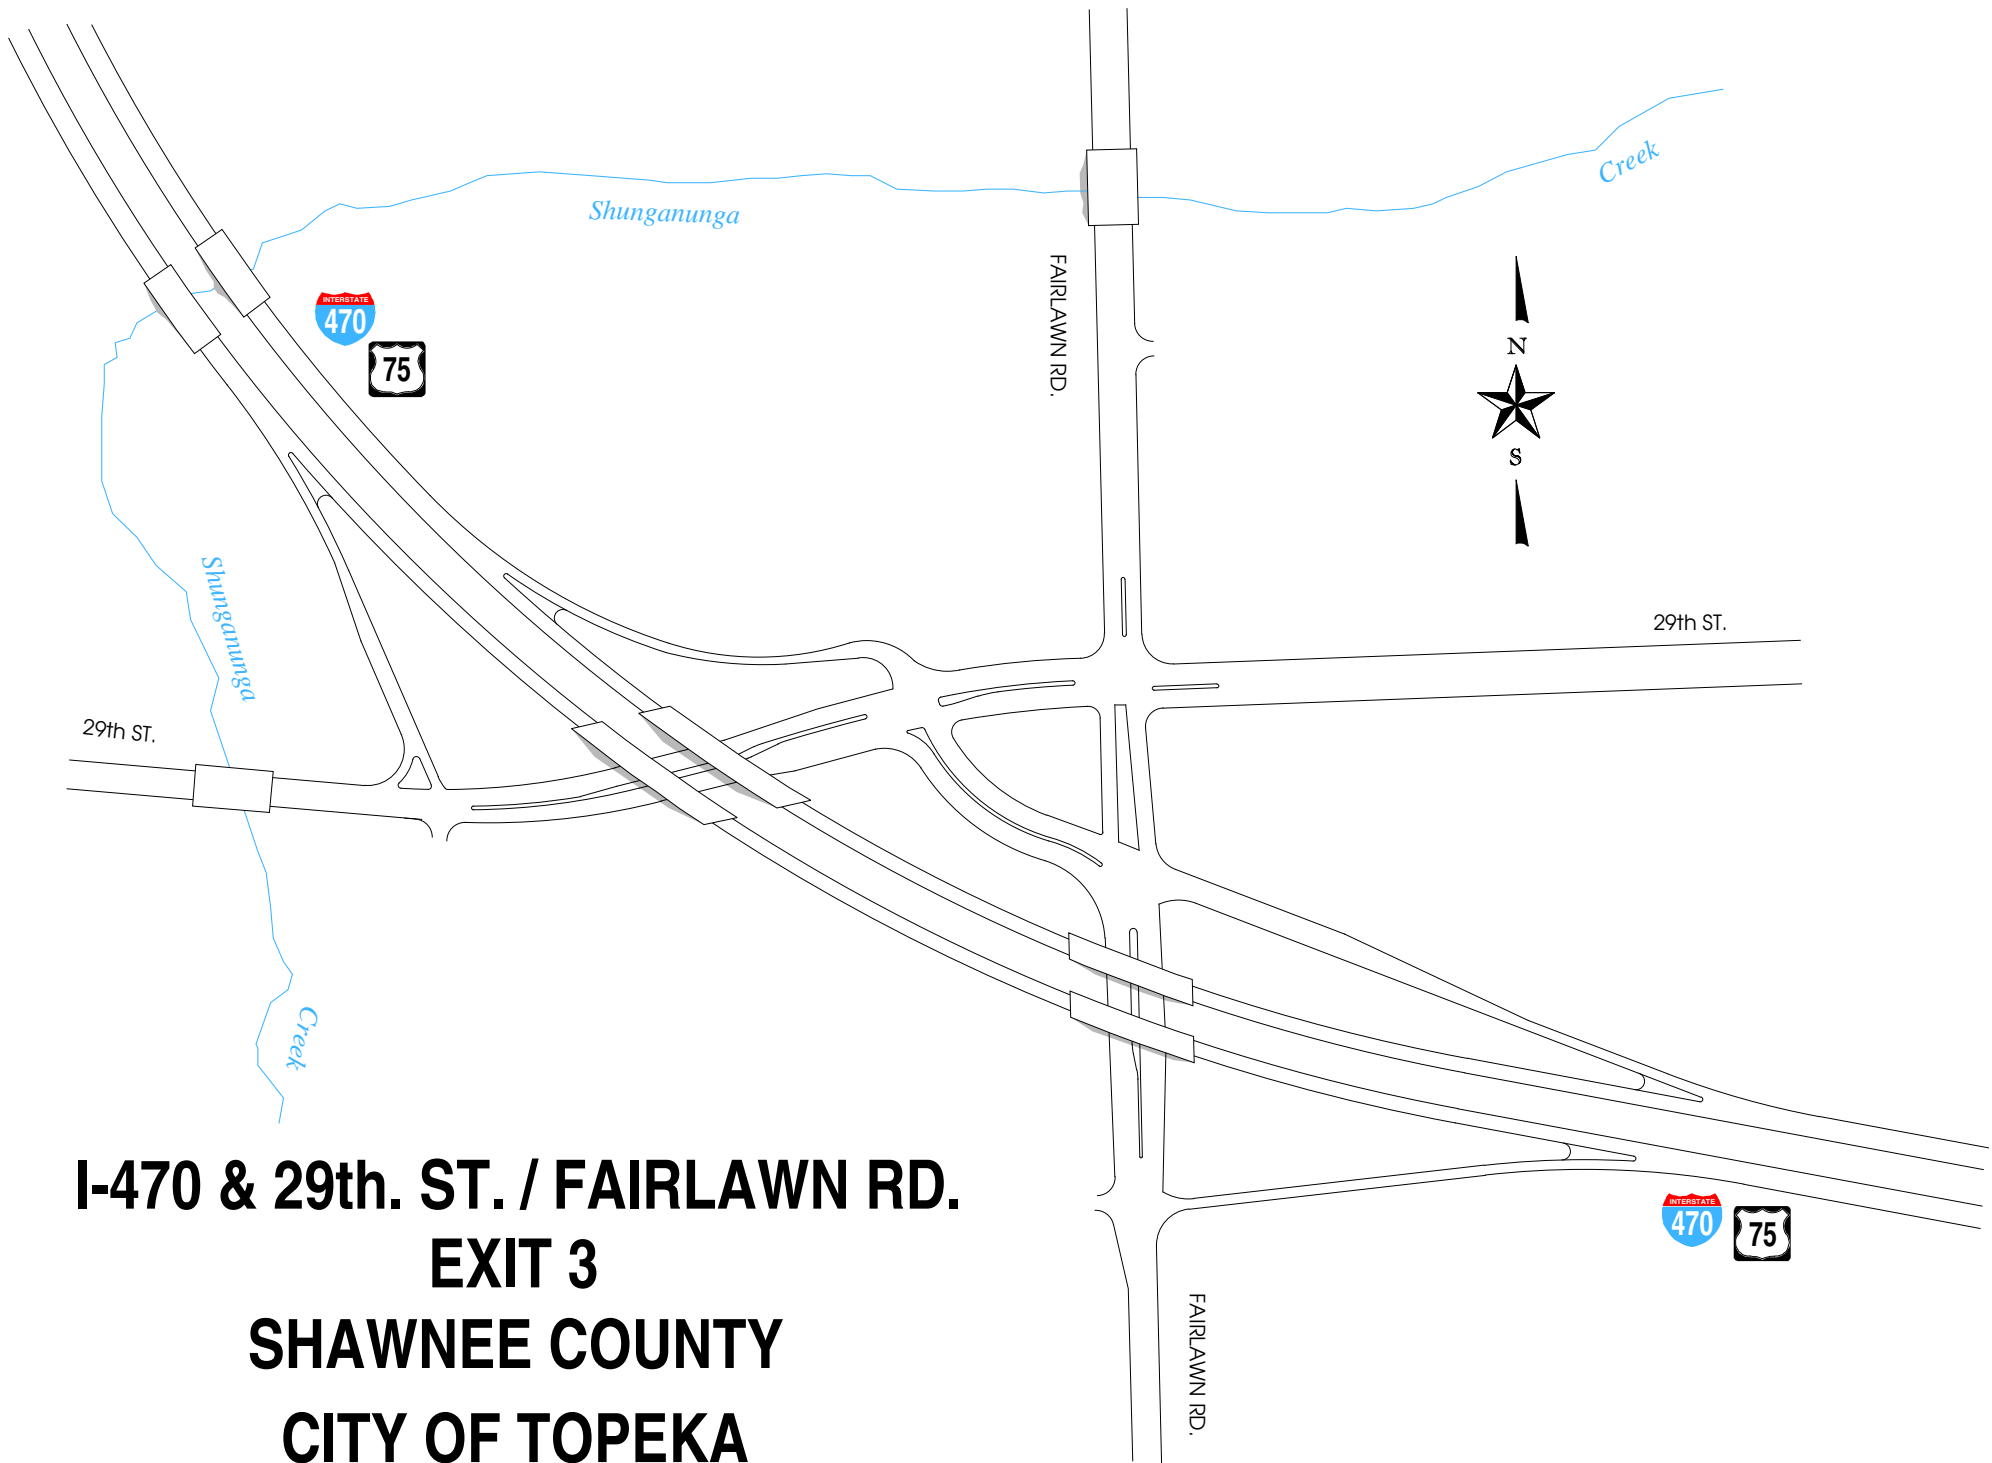 Creek
Shunganunga
FAIRLAWN RD.
INTERSTATE
470
75
N
S
Shunganunga
29th ST.
29th ST.
Creek
I-470 & 29th. ST. / FAIRLAWN RD.
EXIT 3
SHAWNEE COUNTY
CITY OF TOPEKA
INTERSTATE
470
75
FAIRLAWN RD.